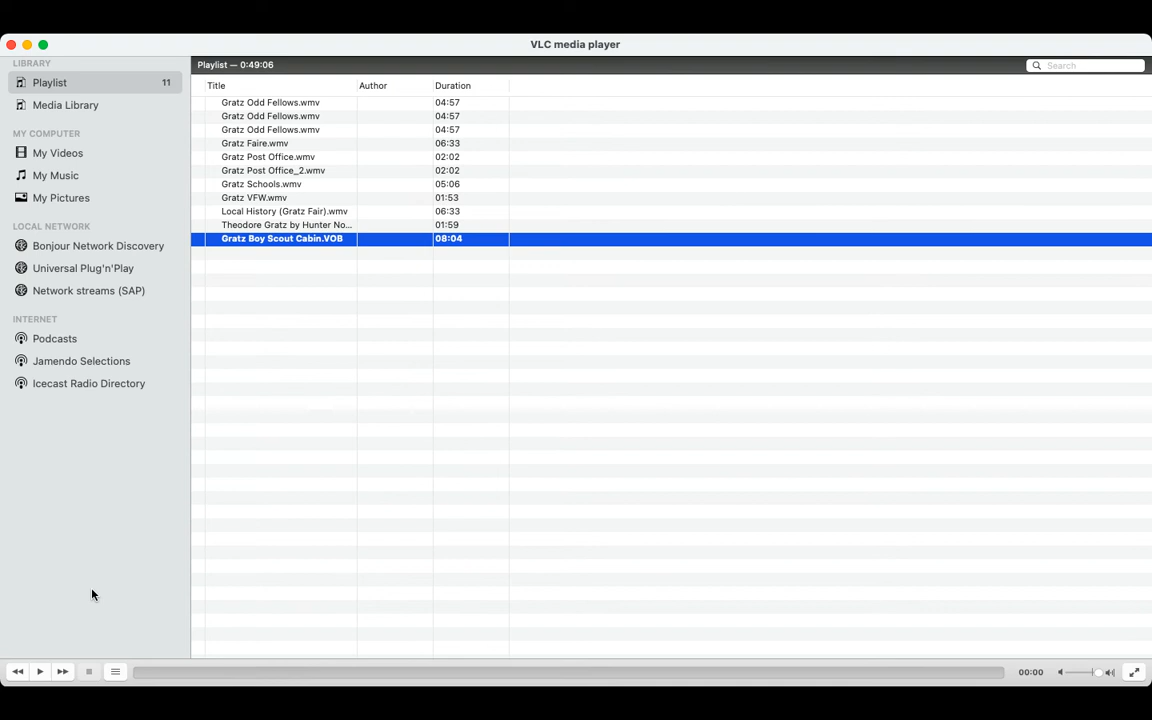 VLC media player
LIBRARY
Playlist 11
Media Library
MY COMPUTER
My Videos
My Music
My Pictures
LOCAL NETWORK
Bonjour Network Discovery
Universal Plug'n'Play
Network streams (SAP)
INTERNET
Podcasts
Jamendo Selections
Icecast Radio Directory
Playlist — 0:49:06
Search
Title Author Duration
Gratz Odd Fellows.wmv 04:57
Gratz Odd Fellows.wmv 04:57
Gratz Odd Fellows.wmv 04:57
Gratz Faire.wmv 06:33
Gratz Post Office.wmv 02:02
Gratz Post Office_2.wmv 02:02
Gratz Schools.wmv 05:06
Gratz VFW.wmv 01:53
Local History (Gratz Fair).wmv 06:33
Theodore Gratz by Hunter No... 01:59
Gratz Boy Scout Cabin.VOB 08:04
00:00